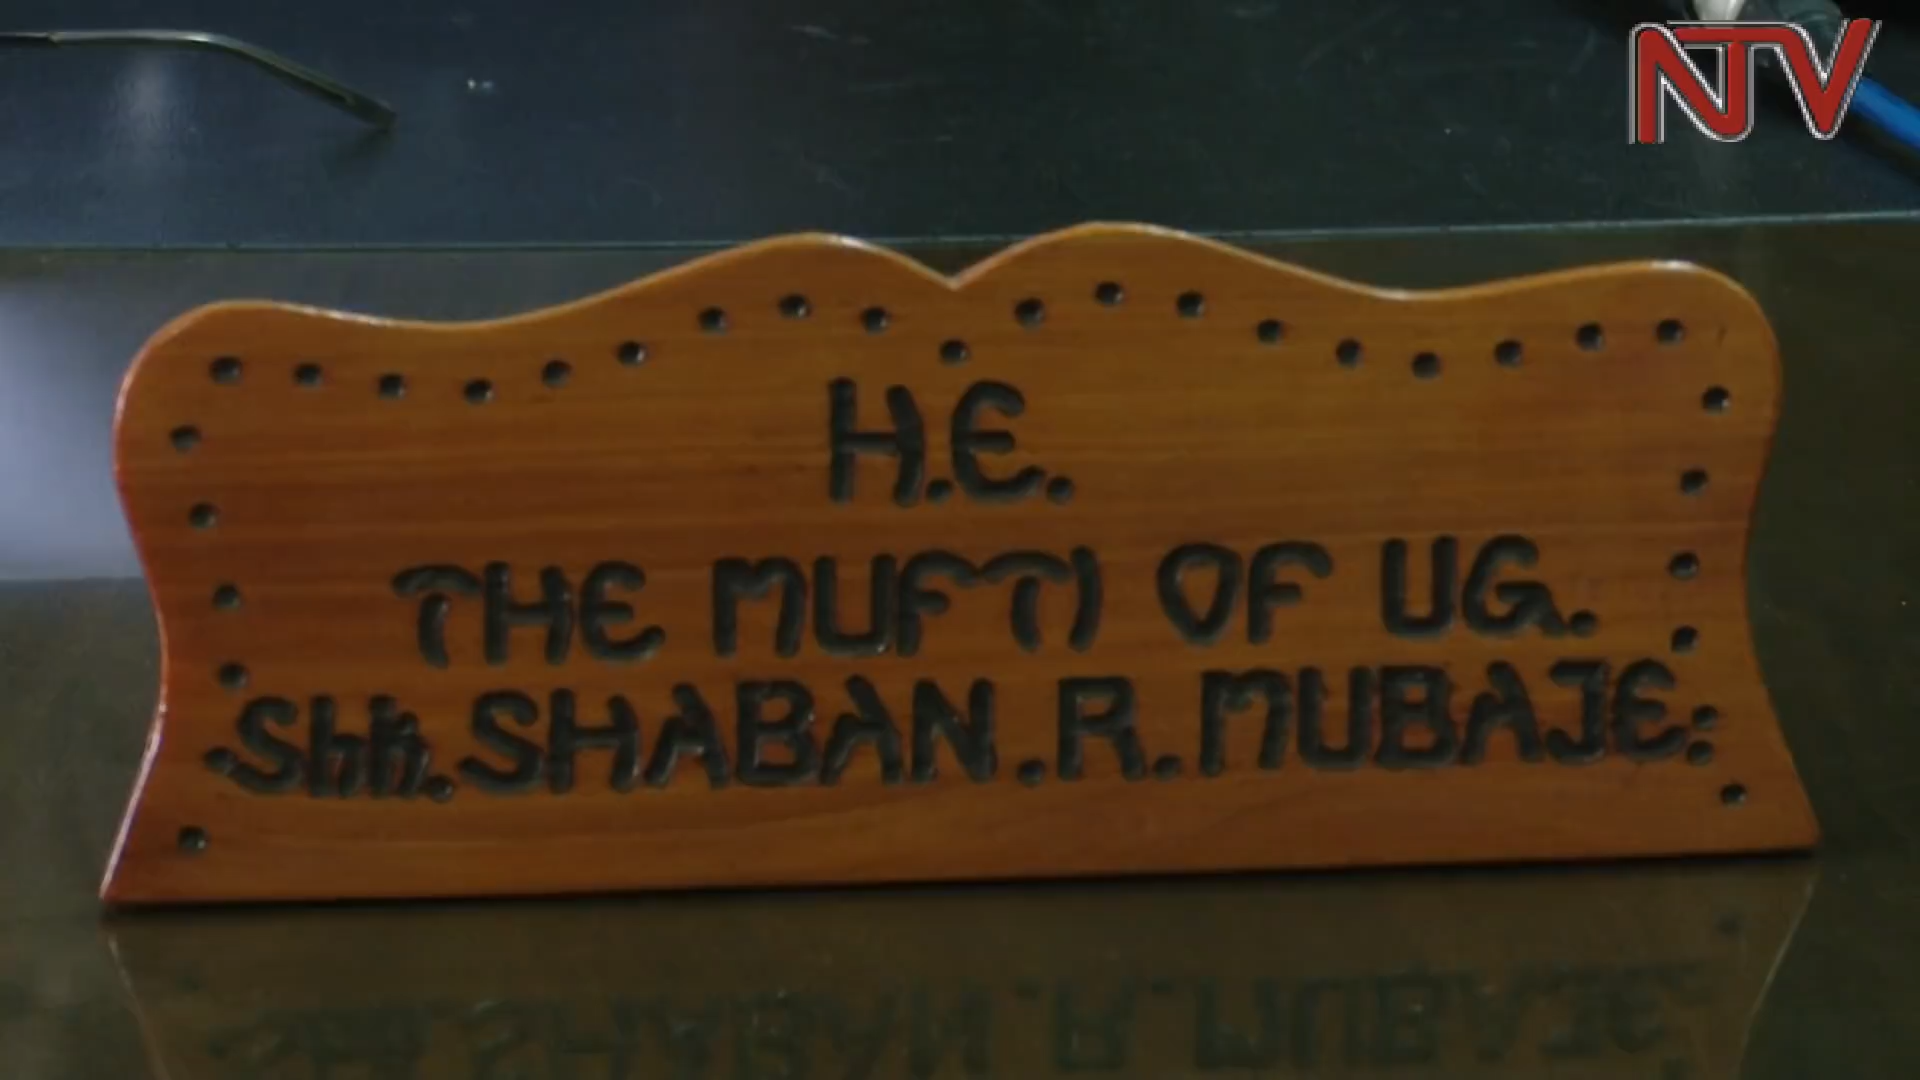 NTV
H.E.
THE MUFTI OF UG.
Shk. SHABAN.R.MUBAJE.